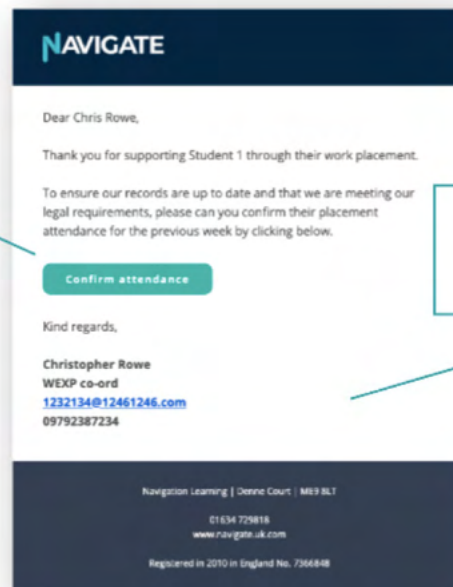 NAVIGATE
Dear Chris Rowe,
Thank you for supporting Student 1 through their work placement.
To ensure our records are up to date and that we are meeting our
legal requirements, please can you confirm their placement
attendance for the previous week by clicking below.
Confirm attendance
Kind regards,
Christopher Rowe
WEXP co-ord
1232134@12461246.com
09792387234
Navigation Learning | Denne Court | ME9 8LT
01634 729818
www.navigate.uk.com
Registered in 2010 in England No. 7366848